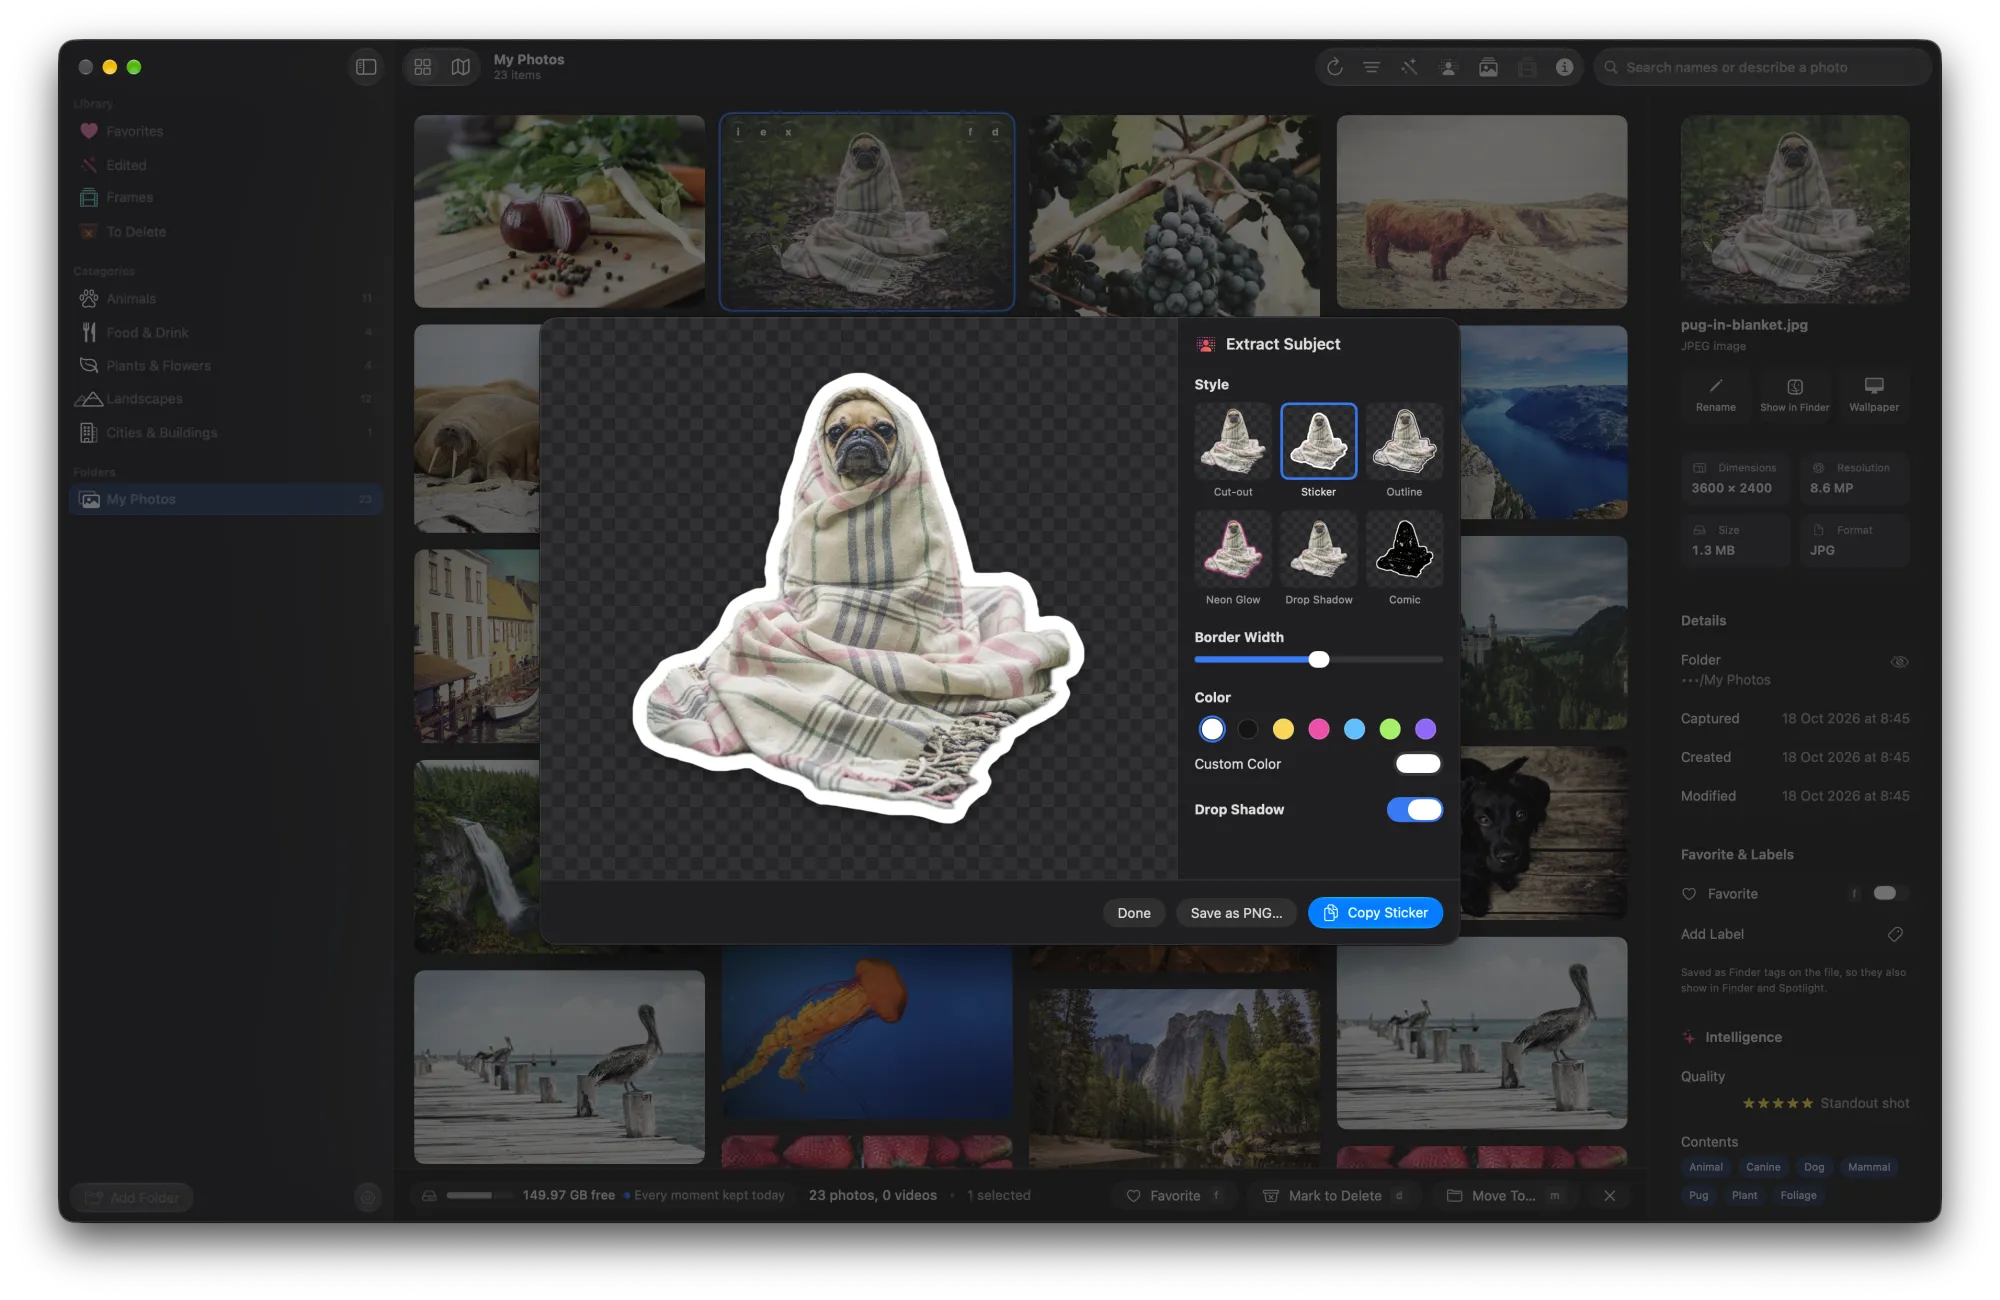 My Photos
23 items
Search names or describe a photo
Library
Favorites
Edited
Frames
To Delete
Categories
Animals 11
Food & Drink 4
Plants & Flowers 4
Landscapes 12
Cities & Buildings 1
Folders
My Photos 23
Add Folder
i e x f d
Extract Subject
Style
Cut-out Sticker Outline
Neon Glow Drop Shadow Comic
Border Width
Color
Custom Color
Drop Shadow
Done Save as PNG... Copy Sticker
pug-in-blanket.jpg
JPEG image
Rename Show in Finder Wallpaper
Dimensions Resolution
3600 × 2400 8.6 MP
Size Format
1.3 MB JPG
Details
Folder
•••/My Photos
Captured 18 Oct 2026 at 8:45
Created 18 Oct 2026 at 8:45
Modified 18 Oct 2026 at 8:45
Favorite & Labels
Favorite f
Add Label
Saved as Finder tags on the file, so they also
show in Finder and Spotlight.
Intelligence
Quality
★★★★★ Standout shot
Contents
Animal Canine Dog Mammal
Pug Plant Foliage
149.97 GB free • Every moment kept today 23 photos, 0 videos • 1 selected Favorite f Mark to Delete d Move To... m